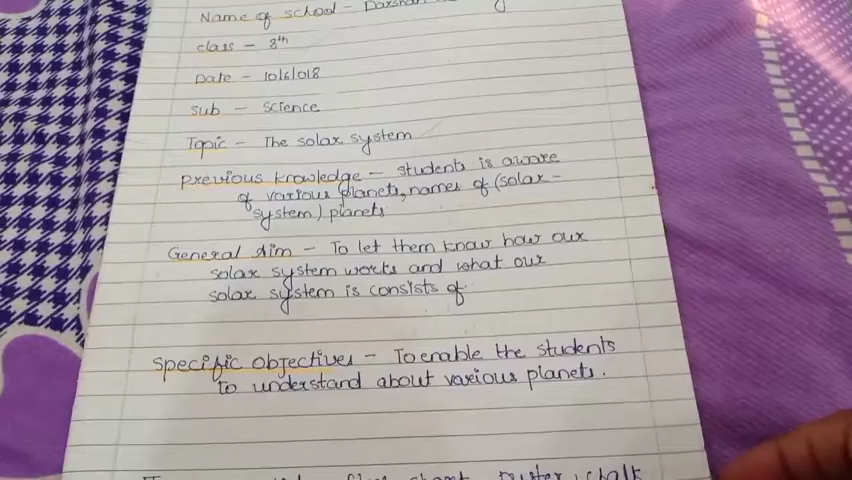 Name of school -
class - 8th
Date - 10/6/018
sub - science
Topic - The solar system
previous knowledge - students is aware
of various planets, names of (solar -
system) planets
General Aim - To let them know how our
solar system works and what our
solar system is consists of
specific objectives - To enable the students
to understand about various planets.
chart, duster, chalk